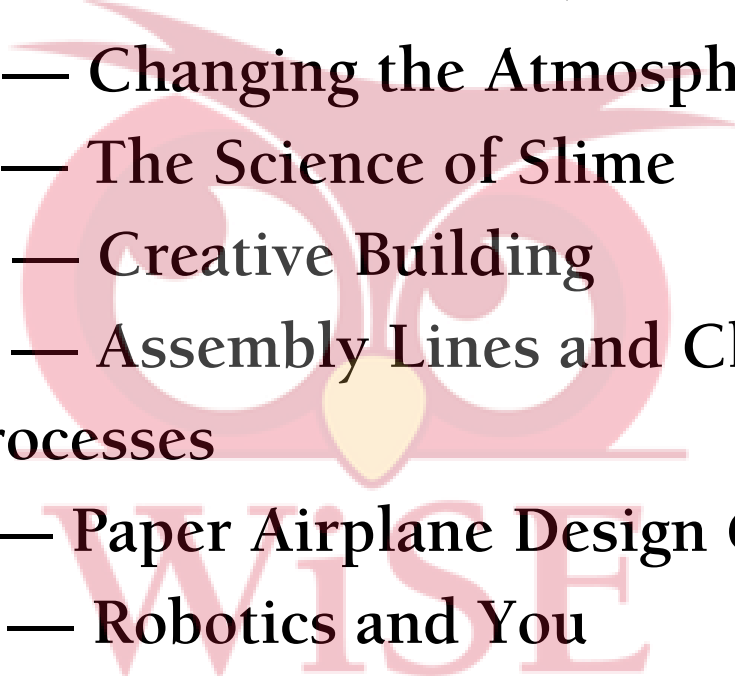 — Changing the Atmosph
— The Science of Slime
— Creative Building
— Assembly Lines and Ch
rocesses
— Paper Airplane Design
— Robotics and You
WiSE